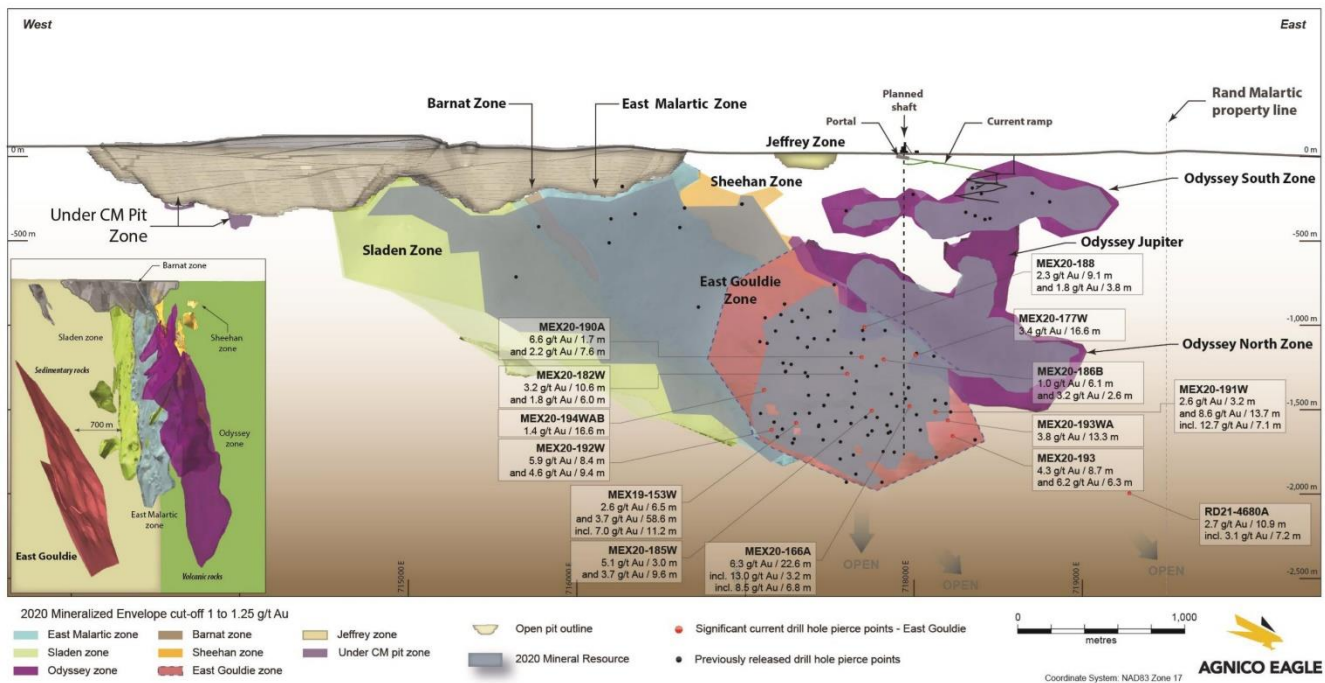 West
East
Barnat Zone
East Malartic Zone
Planned
shaft
Portal
Current ramp
Rand Malartic
property line
Jeffrey Zone
0 m
0 m
Sheehan Zone
Odyssey South Zone
Under CM Pit
Zone
-500 m
-500 m
Sladen Zone
Odyssey Jupiter
East Gouldie
Zone
MEX20-188
2.3 g/t Au / 9.1 m
and 1.8 g/t Au / 3.8 m
-1,000 m
MEX20-177W
3.4 g/t Au / 16.6 m
Odyssey North Zone
MEX20-190A
6.6 g/t Au / 1.7 m
and 2.2 g/t Au / 7.6 m
MEX20-186B
1.0 g/t Au / 6.1 m
and 3.2 g/t Au / 2.6 m
MEX20-182W
3.2 g/t Au / 10.6 m
and 1.8 g/t Au / 6.0 m
MEX20-191W
2.6 g/t Au / 3.2 m
and 8.6 g/t Au / 13.7 m
incl. 12.7 g/t Au / 7.1 m
-1,500 m
MEX20-194WAB
1.4 g/t Au / 16.6 m
MEX20-193WA
3.8 g/t Au / 13.3 m
MEX20-192W
5.9 g/t Au / 8.4 m
and 4.6 g/t Au / 9.4 m
MEX20-193
4.3 g/t Au / 8.7 m
and 6.2 g/t Au / 6.3 m
-2,000 m
MEX19-153W
2.6 g/t Au / 6.5 m
and 3.7 g/t Au / 58.6 m
incl. 7.0 g/t Au / 11.2 m
RD21-4680A
2.7 g/t Au / 10.9 m
incl. 3.1 g/t Au / 7.2 m
MEX20-185W
5.1 g/t Au / 3.0 m
and 3.7 g/t Au / 9.6 m
MEX20-166A
6.3 g/t Au / 22.6 m
incl. 13.0 g/t Au / 3.2 m
incl. 8.5 g/t Au / 6.8 m
OPEN
OPEN
OPEN
-2,500 m
715000 E
716000 E
718000 E
719000 E
Barnat zone
Sladen zone
Sheehan
zone
Sedimentary rocks
700 m
Odyssey
zone
East Malartic
zone
East Gouldie
Volcanic rocks
2020 Mineralized Envelope cut-off 1 to 1.25 g/t Au
East Malartic zone
Barnat zone
Jeffrey zone
Sladen zone
Sheehan zone
Under CM pit zone
Odyssey zone
East Gouldie zone
Open pit outline
2020 Mineral Resource
Significant current drill hole pierce points - East Gouldie
Previously released drill hole pierce points
0
1,000
metres
Coordinate System: NAD83 Zone 17
AGNICO EAGLE